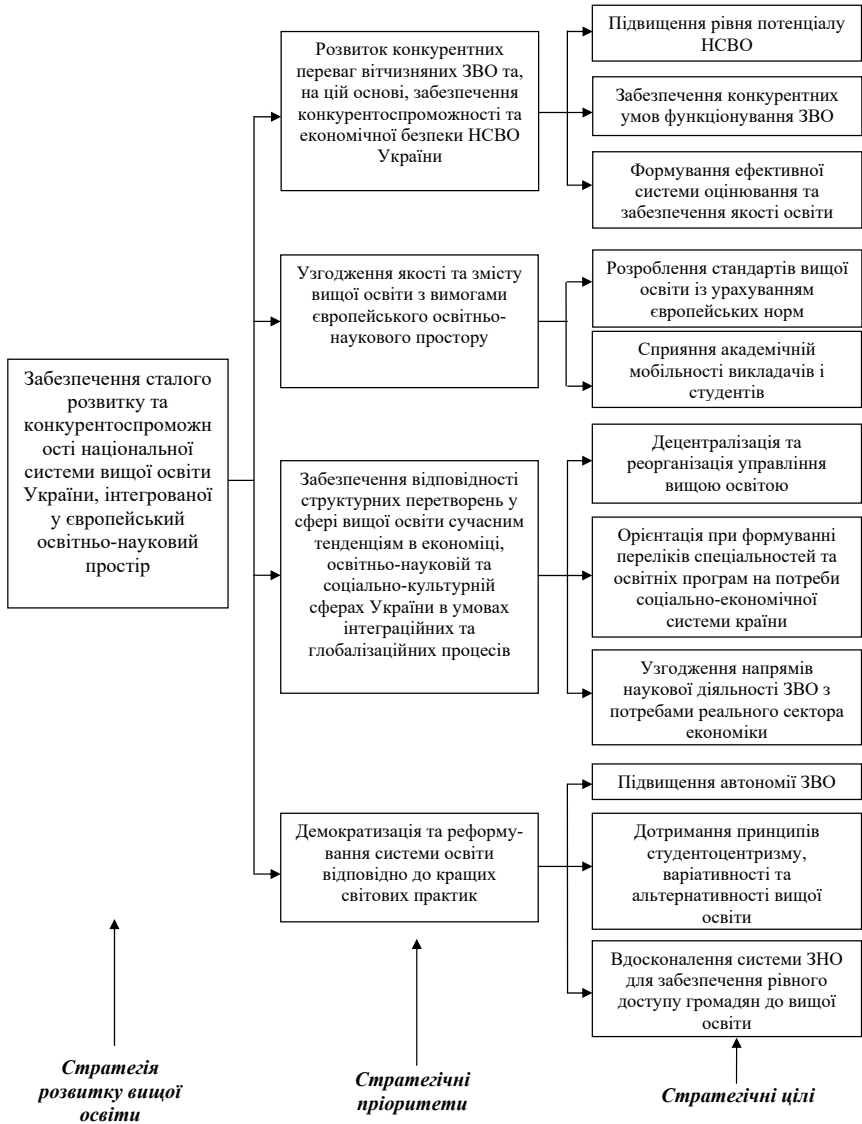 Розвиток конкурентних
переваг вітчизняних ЗВО та,
на цій основі, забезпечення
конкурентоспроможності та
економічної безпеки НСВО
України
Підвищення рівня потенціалу
НСВО
Забезпечення конкурентних
умов функціонування ЗВО
Формування ефективної
системи оцінювання та
забезпечення якості освіти
Узгодження якості та змісту
вищої освіти з вимогами
європейського освітньо-
наукового простору
Розроблення стандартів вищої
освіти із урахуванням
європейських норм
Сприяння академічній
мобільності викладачів і
студентів
Забезпечення сталого
розвитку та
конкурентоспроможн
ості національної
системи вищої освіти
України, інтегрованої
у європейський
освітньо-науковий
простір
Забезпечення відповідності
структурних перетворень у
сфері вищої освіти сучасним
тенденціям в економіці,
освітньо-науковій та
соціально-культурній
сферах України в умовах
інтеграційних та
глобалізаційних процесів
Децентралізація та
реорганізація управління
вищою освітою
Орієнтація при формуванні
переліків спеціальностей та
освітніх програм на потреби
соціально-економічної
системи країни
Узгодження напрямів
наукової діяльності ЗВО з
потребами реального сектора
економіки
Демократизація та реформу-
вання системи освіти
відповідно до кращих
світових практик
Підвищення автономії ЗВО
Дотримання принципів
студентоцентризму,
варіативності та
альтернативності вищої
освіти
Вдосконалення системи ЗНО
для забезпечення рівного
доступу громадян до вищої
освіти
Стратегія
розвитку вищої
освіти
Стратегічні
пріоритети
Стратегічні цілі